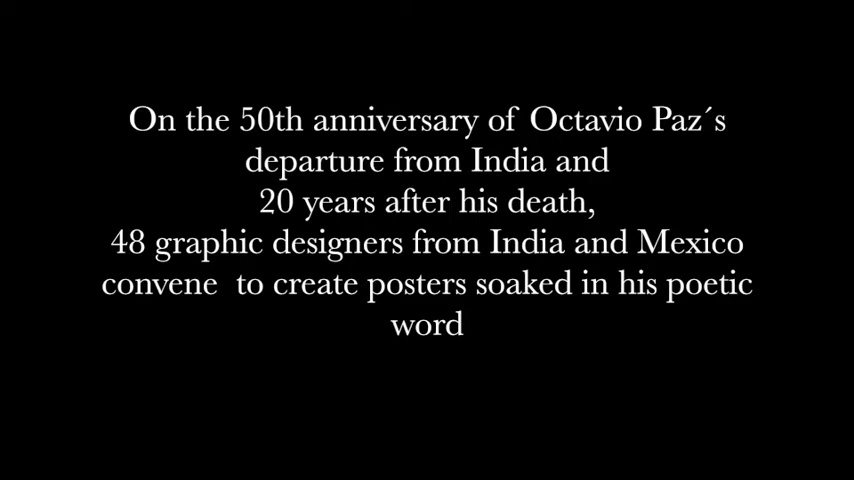 On the 50th anniversary of Octavio Paz´s
departure from India and
20 years after his death,
48 graphic designers from India and Mexico
convene  to create posters soaked in his poetic
word